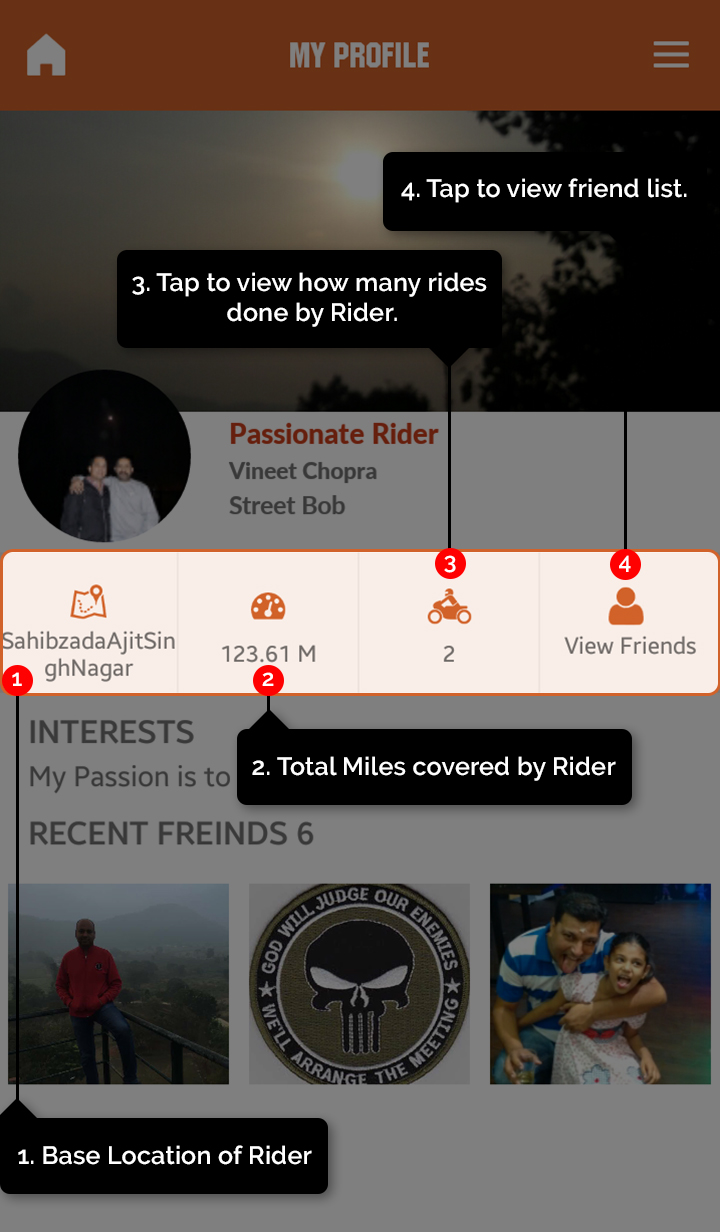 MY PROFILE
4. Tap to view friend list.
3. Tap to view how many rides
done by Rider.
Passionate Rider
Vineet Chopra
Street Bob
3
4
SahibzadaAjitSin
ghNagar
123.61 M
2
View Friends
1
2
INTERESTS
My Passion is to
2. Total Miles covered by Rider
RECENT FREINDS 6
GOD WILL JUDGE OUR ENEMIES
WE'LL ARRANGE THE MEETING
1. Base Location of Rider